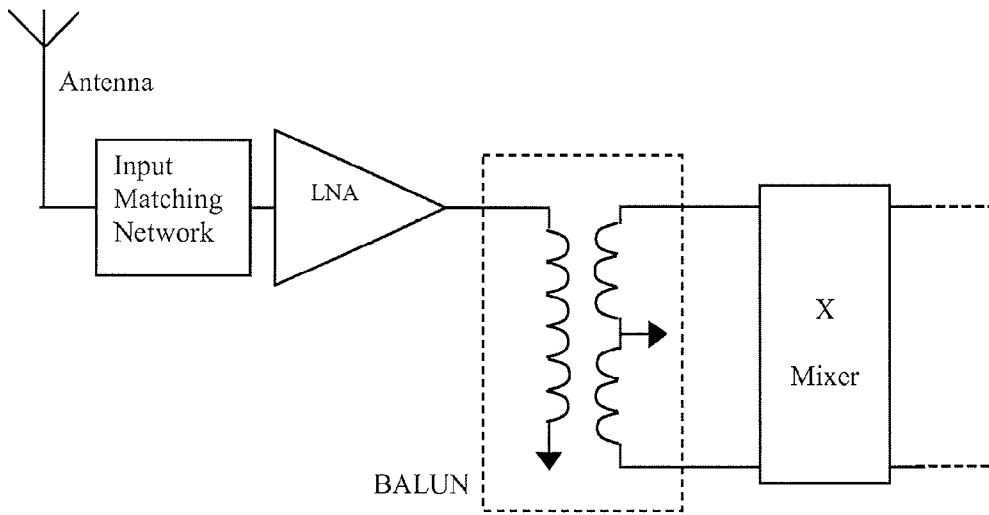 Antenna
Input
Matching
Network
LNA
BALUN
X
Mixer